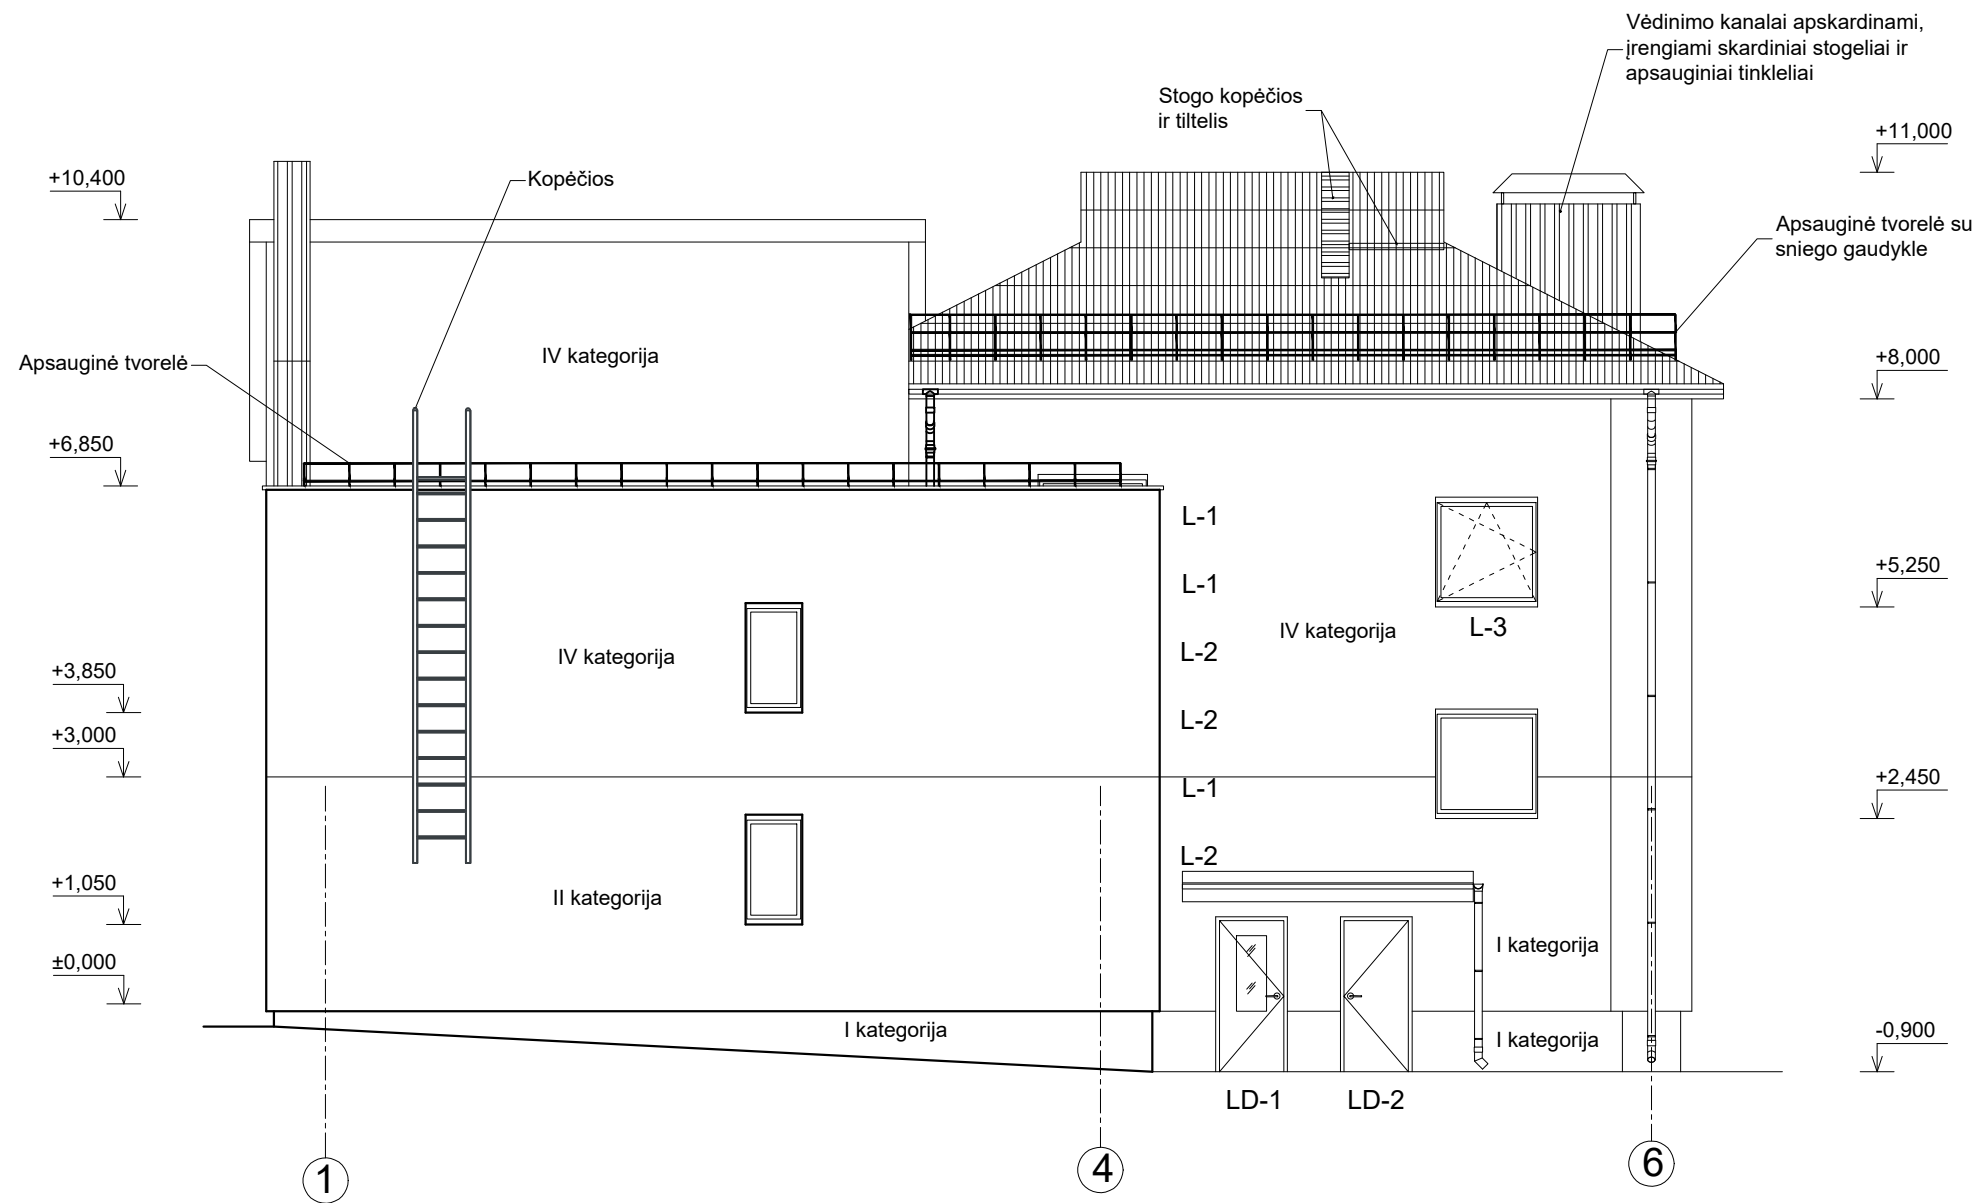 Vėdinimo kanalai apskardinami,
įrengiami skardiniai stogeliai ir
apsauginiai tinkleliai
Stogo kopėčios
ir tiltelis
+11,000
+10,400
Kopėčios
Apsauginė tvorelė su
sniego gaudykle
IV kategorija
Apsauginė tvorelė
+8,000
+6,850
L-1
L-1
+5,250
IV kategorija
L-3
IV kategorija
L-2
+3,850
L-2
+3,000
L-1
+2,450
L-2
+1,050
II kategorija
I kategorija
±0,000
I kategorija
I kategorija
-0,900
LD-1
LD-2
1
4
6